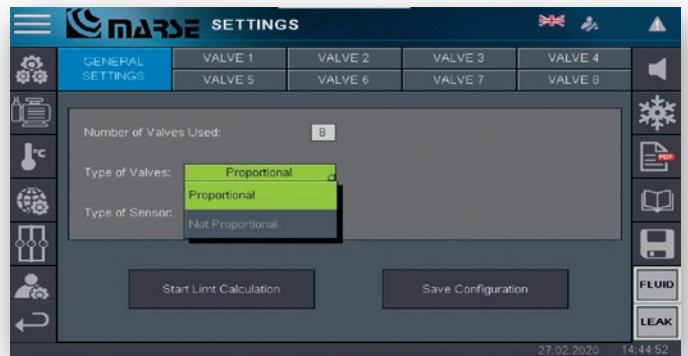 MARSE SETTINGS
GENERAL SETTINGS
VALVE 1 VALVE 2 VALVE 3 VALVE 4
VALVE 5 VALVE 6 VALVE 7 VALVE 8
Number of Valves Used: 8
Type of Valves: Proportional
Proportional
Type of Sensor:
Not Proportional
Start Limt Calculation Save Configuration
°C
PDF
FLUID
LEAK
27.02.2020 14:44:52